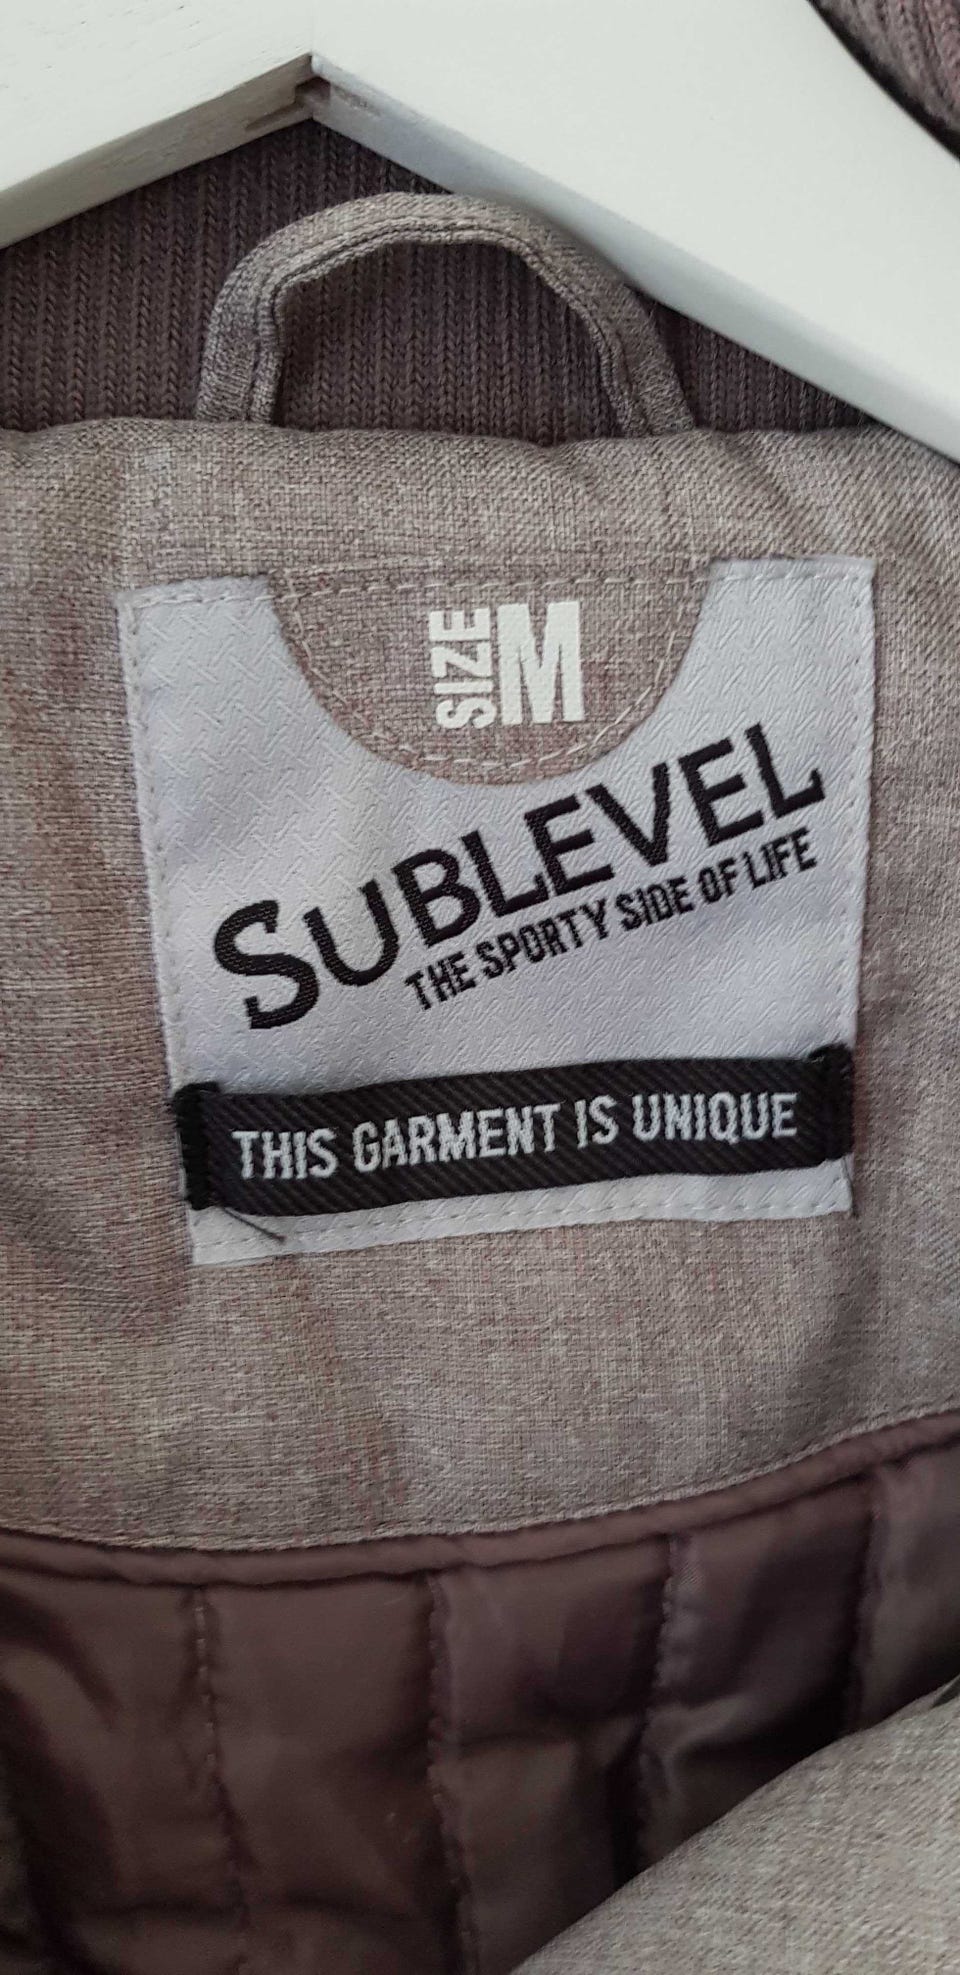 SIZE M
SUBLEVEL
THE SPORTY SIDE OF LIFE
THIS GARMENT IS UNIQUE